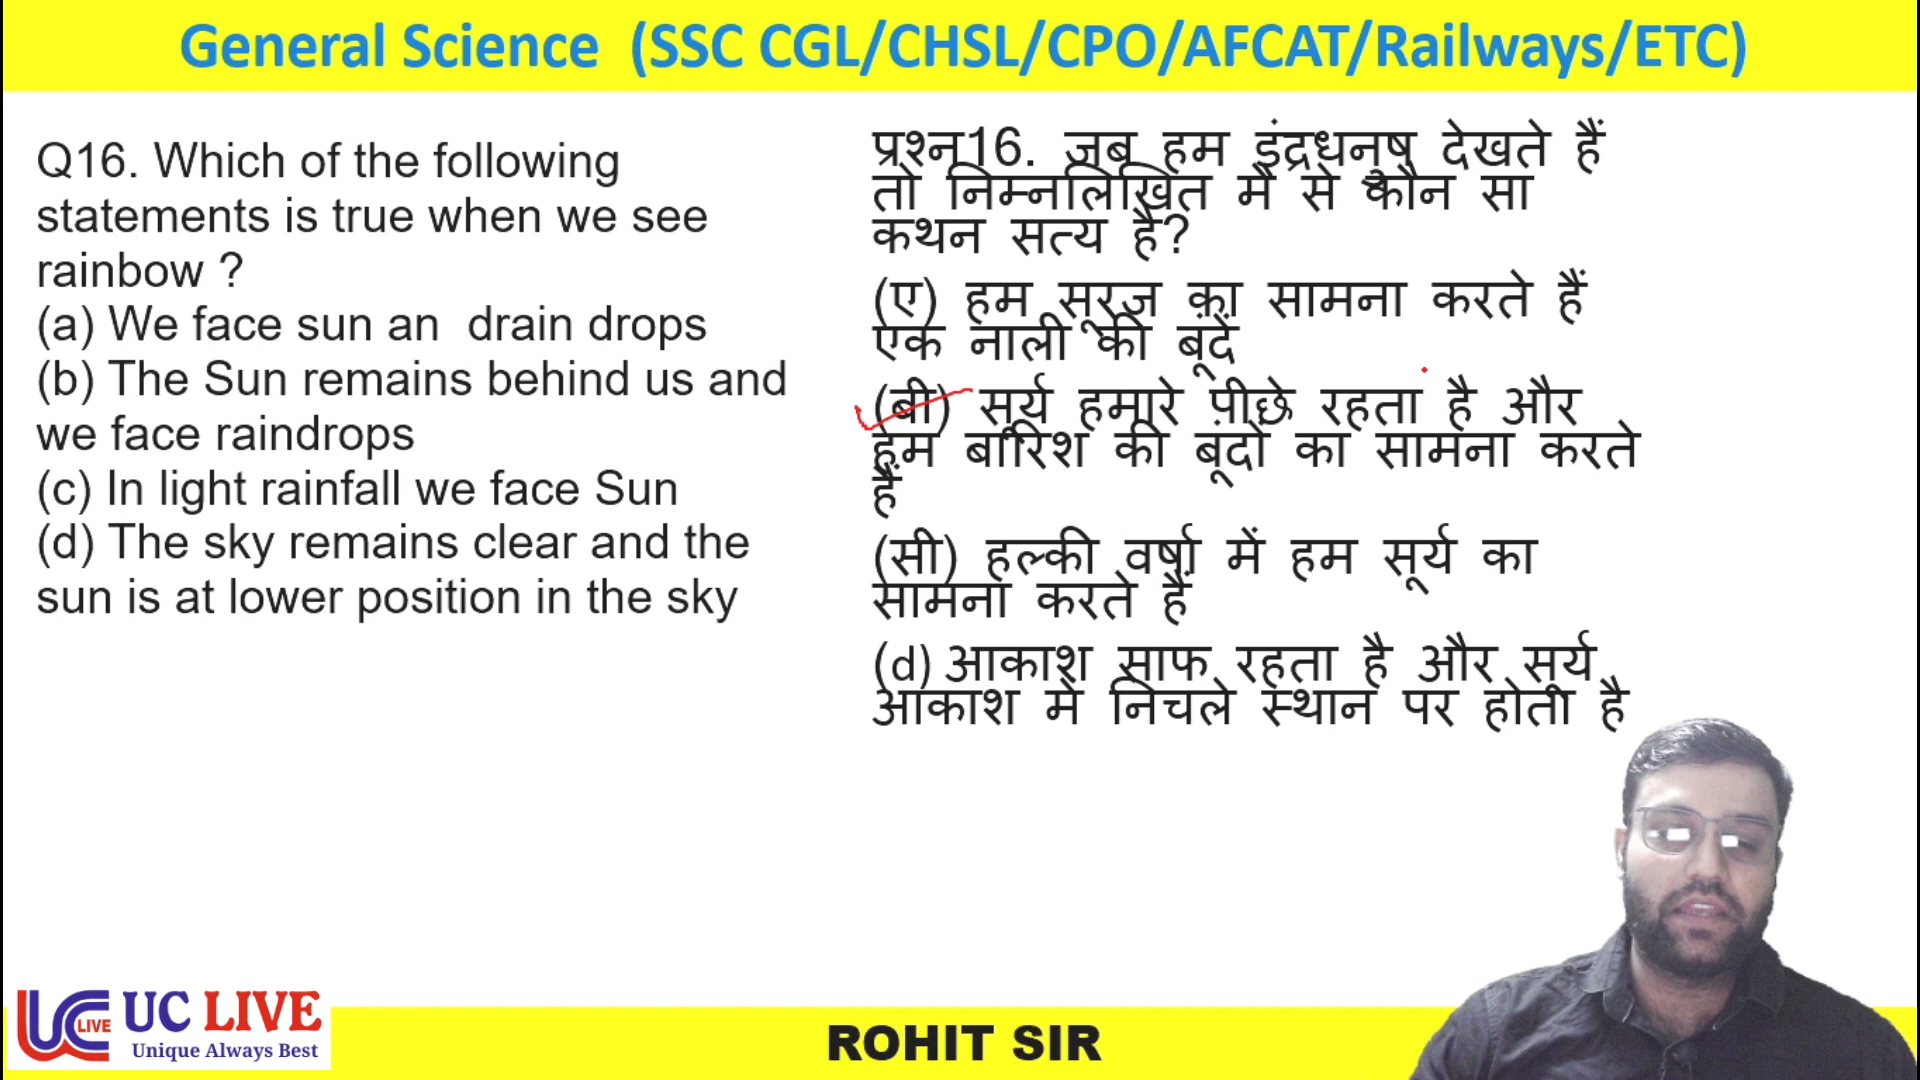 General Science (SSC CGL/CHSL/CPO/AFCAT/Railways/ETC)
Q16. Which of the following
statements is true when we see
rainbow ?
(a) We face sun an drain drops
(b) The Sun remains behind us and
we face raindrops
(c) In light rainfall we face Sun
(d) The sky remains clear and the
sun is at lower position in the sky
प्रश्न16. जब हम इंद्रधनुष देखते हैं
तो निम्नलिखित में से कौन सा
कथन सत्य है?
(ए) हम सूरज का सामना करते हैं
एक नाली की बूंदें
(बी) सूर्य हमारे पीछे रहता है और
हम बारिश की बूंदों का सामना करते
हैं
(सी) हल्की वर्षा में हम सूर्य का
सामना करते हैं
(d) आकाश साफ रहता है और सूर्य
आकाश में निचले स्थान पर होता है
UC LIVE
LIVE
Unique Always Best
ROHIT SIR